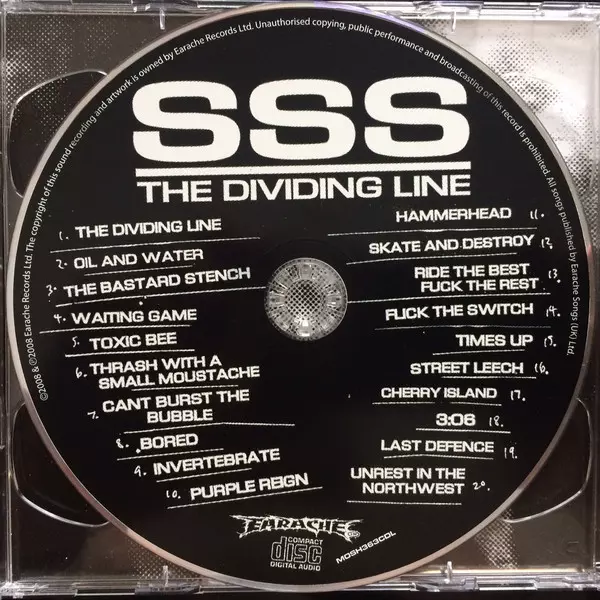 ©2008 & ℗2008 Earache Records Ltd. The copyright of this sound recording and artwork is owned by Earache Records Ltd. Unauthorised copying, public performance and broadcasting of this record is prohibited. All songs published by Earache Songs (UK) Ltd.
SSS
THE DIVIDING LINE
1. THE DIVIDING LINE
2. OIL AND WATER
3. THE BASTARD STENCH
4. WAITING GAME
5. TOXIC BEE
6. THRASH WITH A
SMALL MOUSTACHE
7. CANT BURST THE
BUBBLE
8. BORED
9. INVERTEBRATE
10. PURPLE REIGN
HAMMERHEAD 11.
SKATE AND DESTROY 12.
RIDE THE BEST 13.
FUCK THE REST
FUCK THE SWITCH 14.
TIMES UP 15.
STREET LEECH 16.
CHERRY ISLAND 17.
3:06 18.
LAST DEFENCE 19.
UNREST IN THE
NORTHWEST 20.
EARACHE
COMPACT
disc
DIGITAL AUDIO
MOSH363CDL